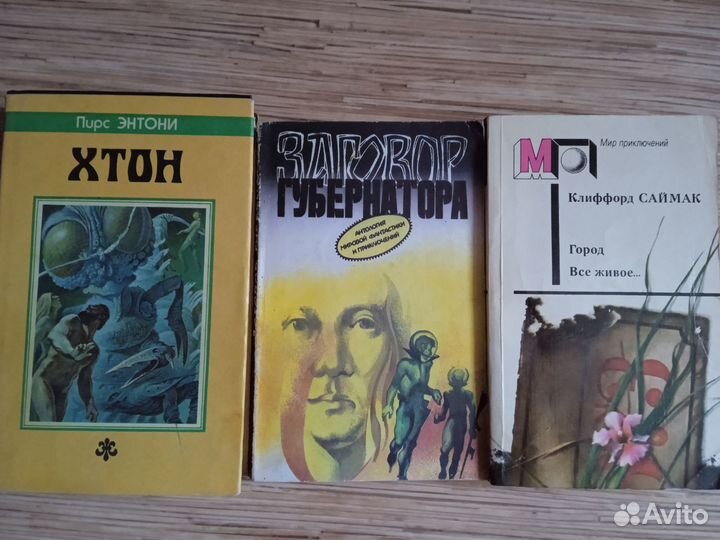 Пирс ЭНТОНИ
ХТОН
ЗАГОВОР
ГУБЕРНАТОРА
АНТОЛОГИЯ
МИРОВОЙ ФАНТАСТИКИ
И ПРИКЛЮЧЕНИЙ
МП
Мир приключений
Клиффорд САЙМАК
Город
Все живое...
Avito